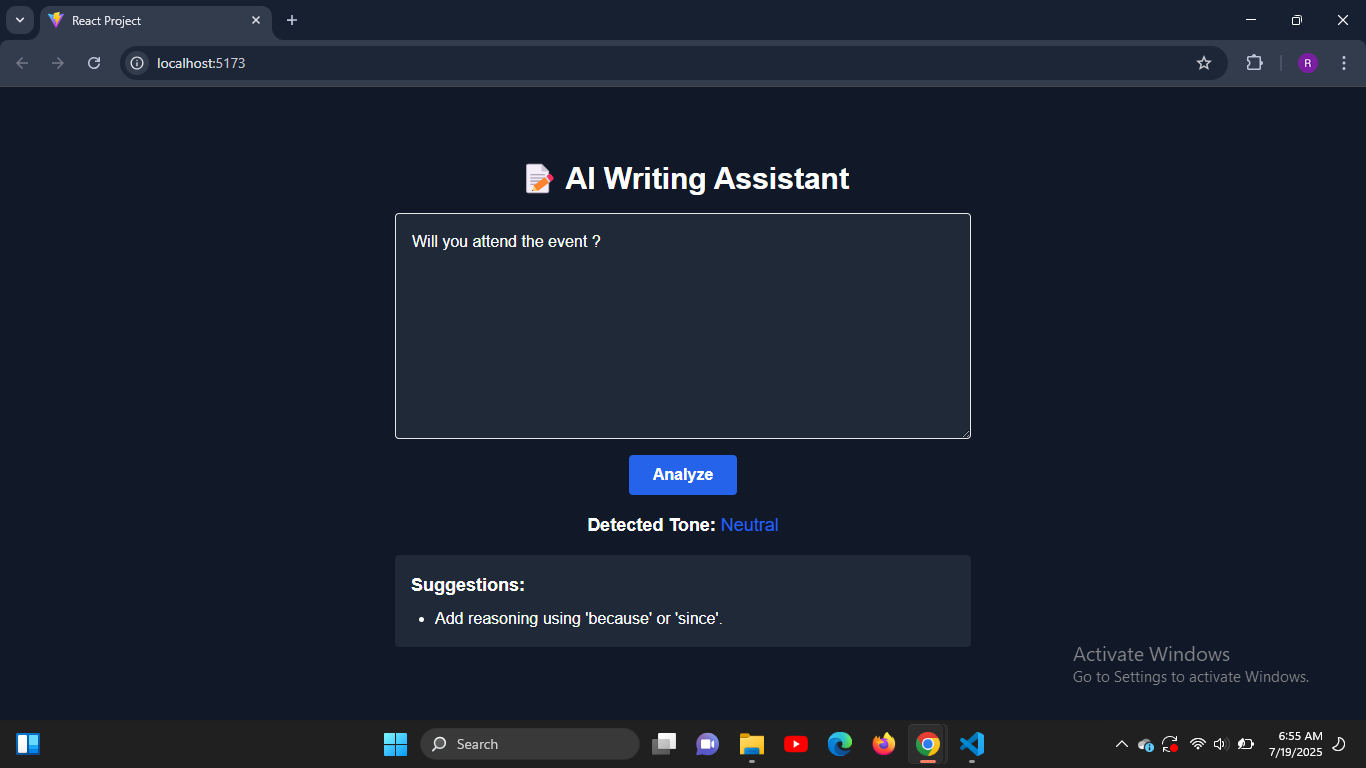 React Project
localhost:5173
R
📝 AI Writing Assistant
Will you attend the event ?
Analyze
Detected Tone: Neutral
Suggestions:
• Add reasoning using 'because' or 'since'.
Activate Windows
Go to Settings to activate Windows.
Search
6:55 AM
7/19/2025